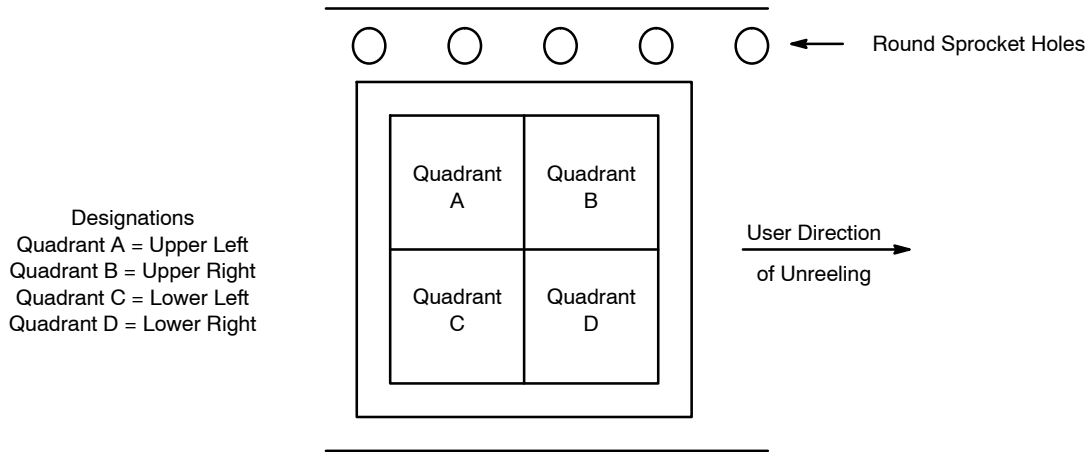 Round Sprocket Holes
Quadrant
A
Quadrant
B
Designations
Quadrant A = Upper Left
Quadrant B = Upper Right
Quadrant C = Lower Left
Quadrant D = Lower Right
User Direction
of Unreeling
Quadrant
C
Quadrant
D